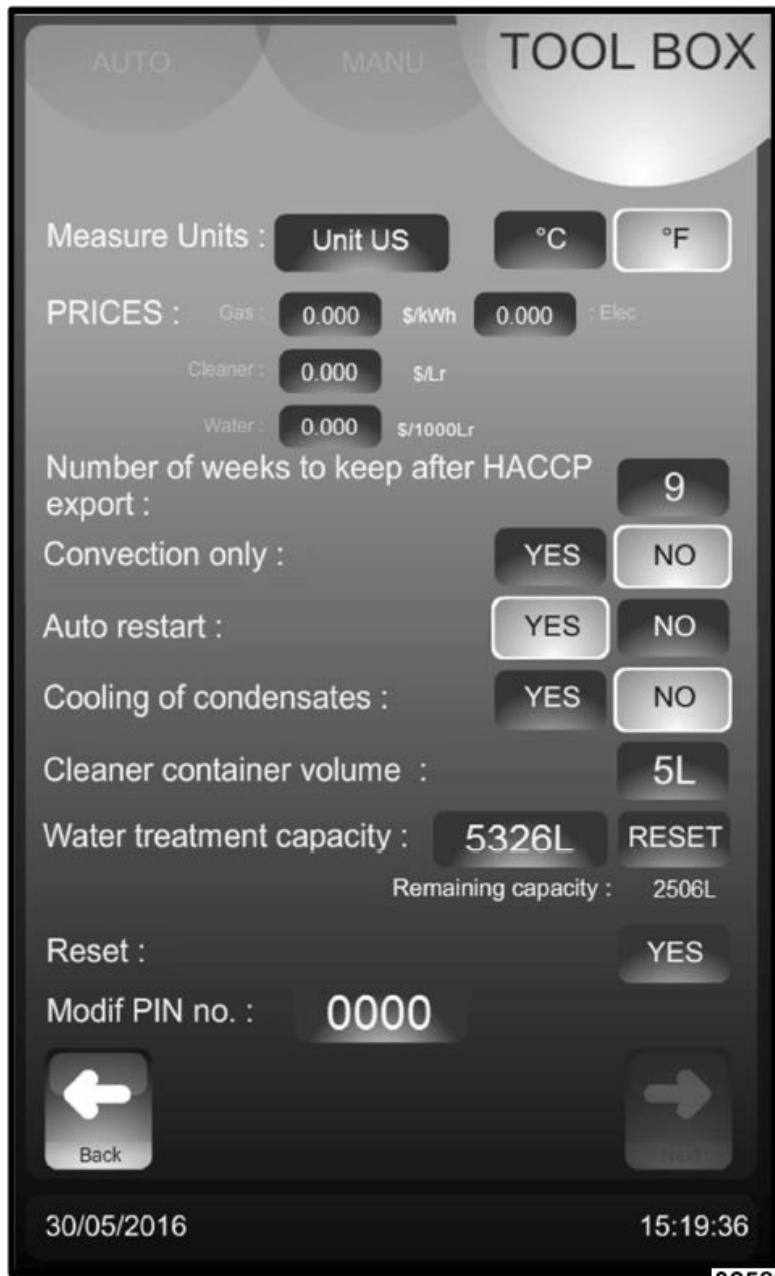 AUTO MANU TOOL BOX
Measure Units : Unit US °C °F
PRICES : Gas : 0.000 $/kWh 0.000 : Elec
Cleaner : 0.000 $/Lr
Water : 0.000 $/1000Lr
Number of weeks to keep after HACCP
export : 9
Convection only : YES NO
Auto restart : YES NO
Cooling of condensates : YES NO
Cleaner container volume : 5L
Water treatment capacity : 5326L RESET
Remaining capacity : 2506L
Reset : YES
Modif PIN no. : 0000
Back Next
30/05/2016 15:19:36